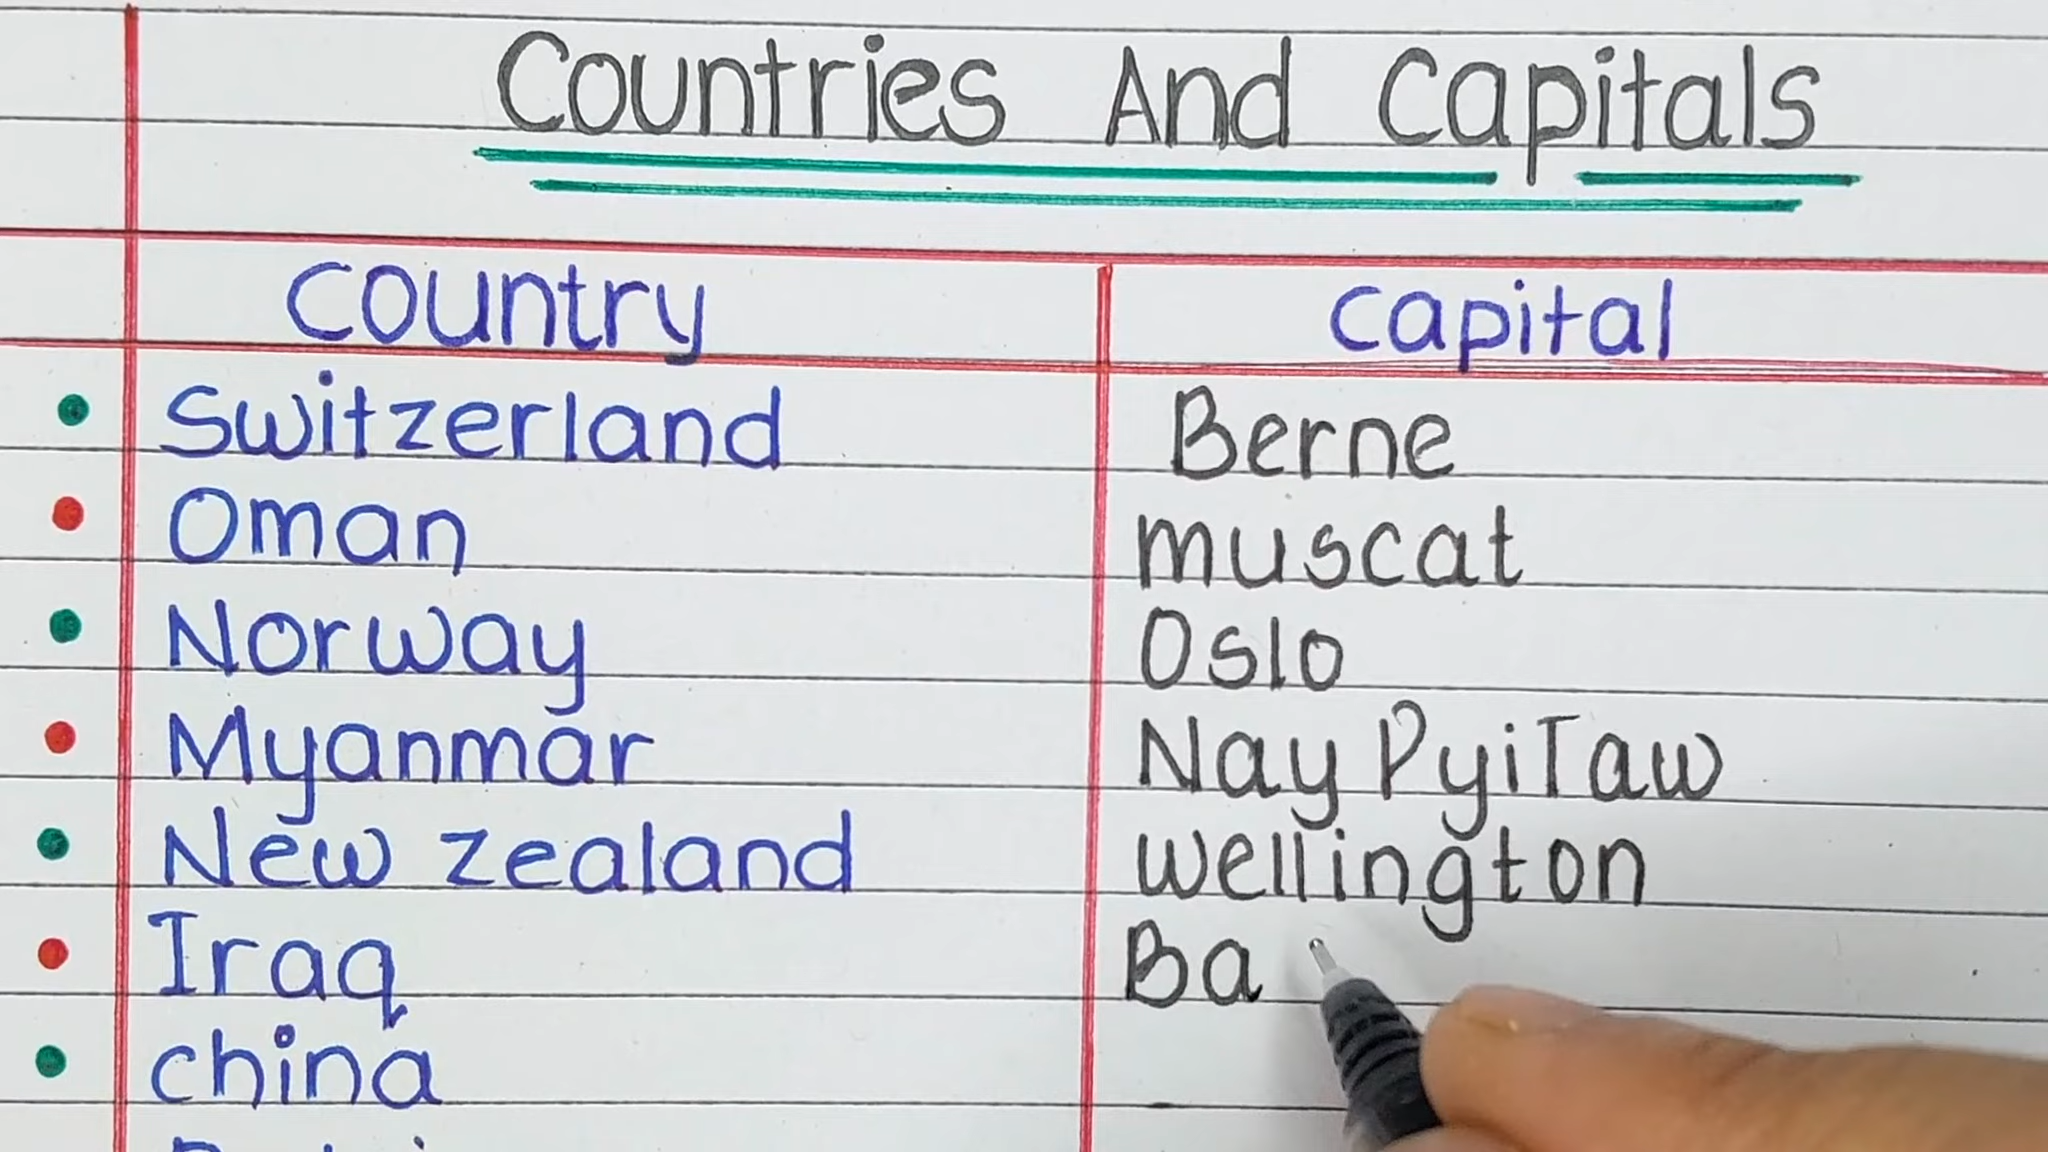 Countries And Capitals
Country Capital
Switzerland Berne
Oman muscat
Norway Oslo
Myanmar Nay PyiTaw
New zealand wellington
Iraq Ba
china